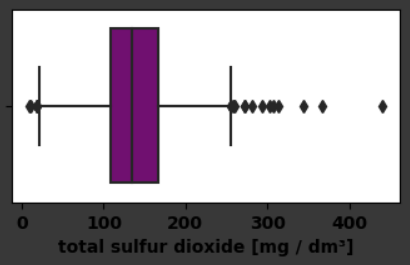 0 100 200 300 400
total sulfur dioxide [mg / dm³]